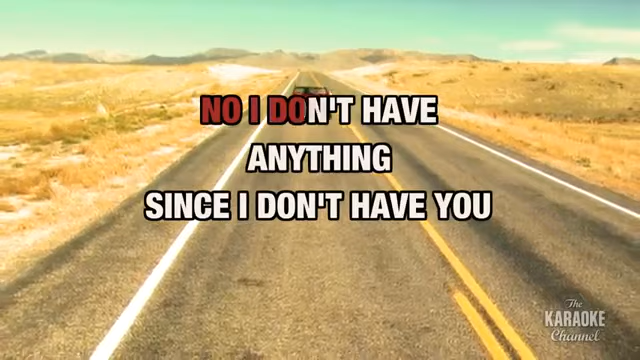 NO I DON'T HAVE
ANYTHING
SINCE I DON'T HAVE YOU
The
KARAOKE
Channel